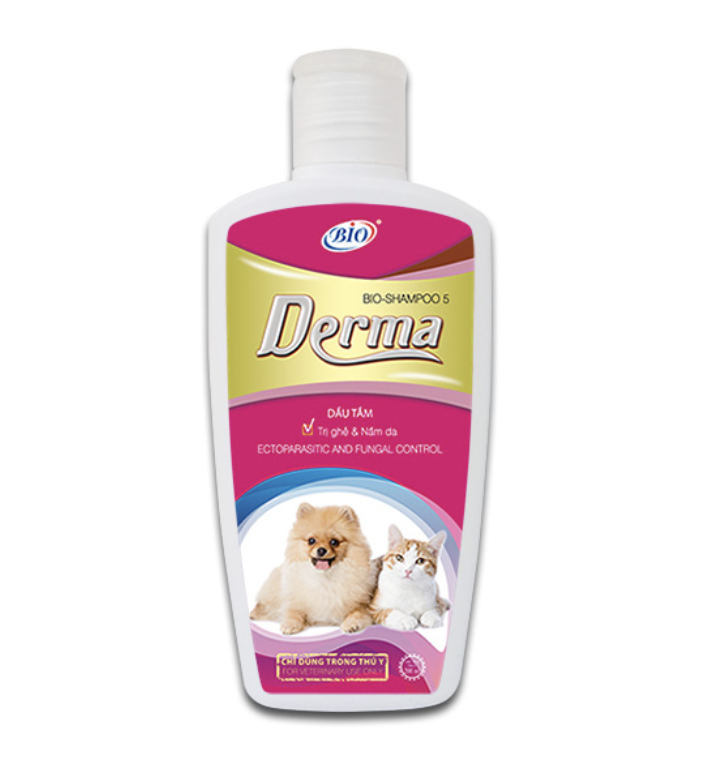 BIO
BIO-SHAMPOO 5
Derma
DẦU TẮM
Trị ghẻ & Nấm da
ECTOPARASITIC AND FUNGAL CONTROL
CHỈ DÙNG TRONG THÚ Y
FOR VETERINARY USE ONLY